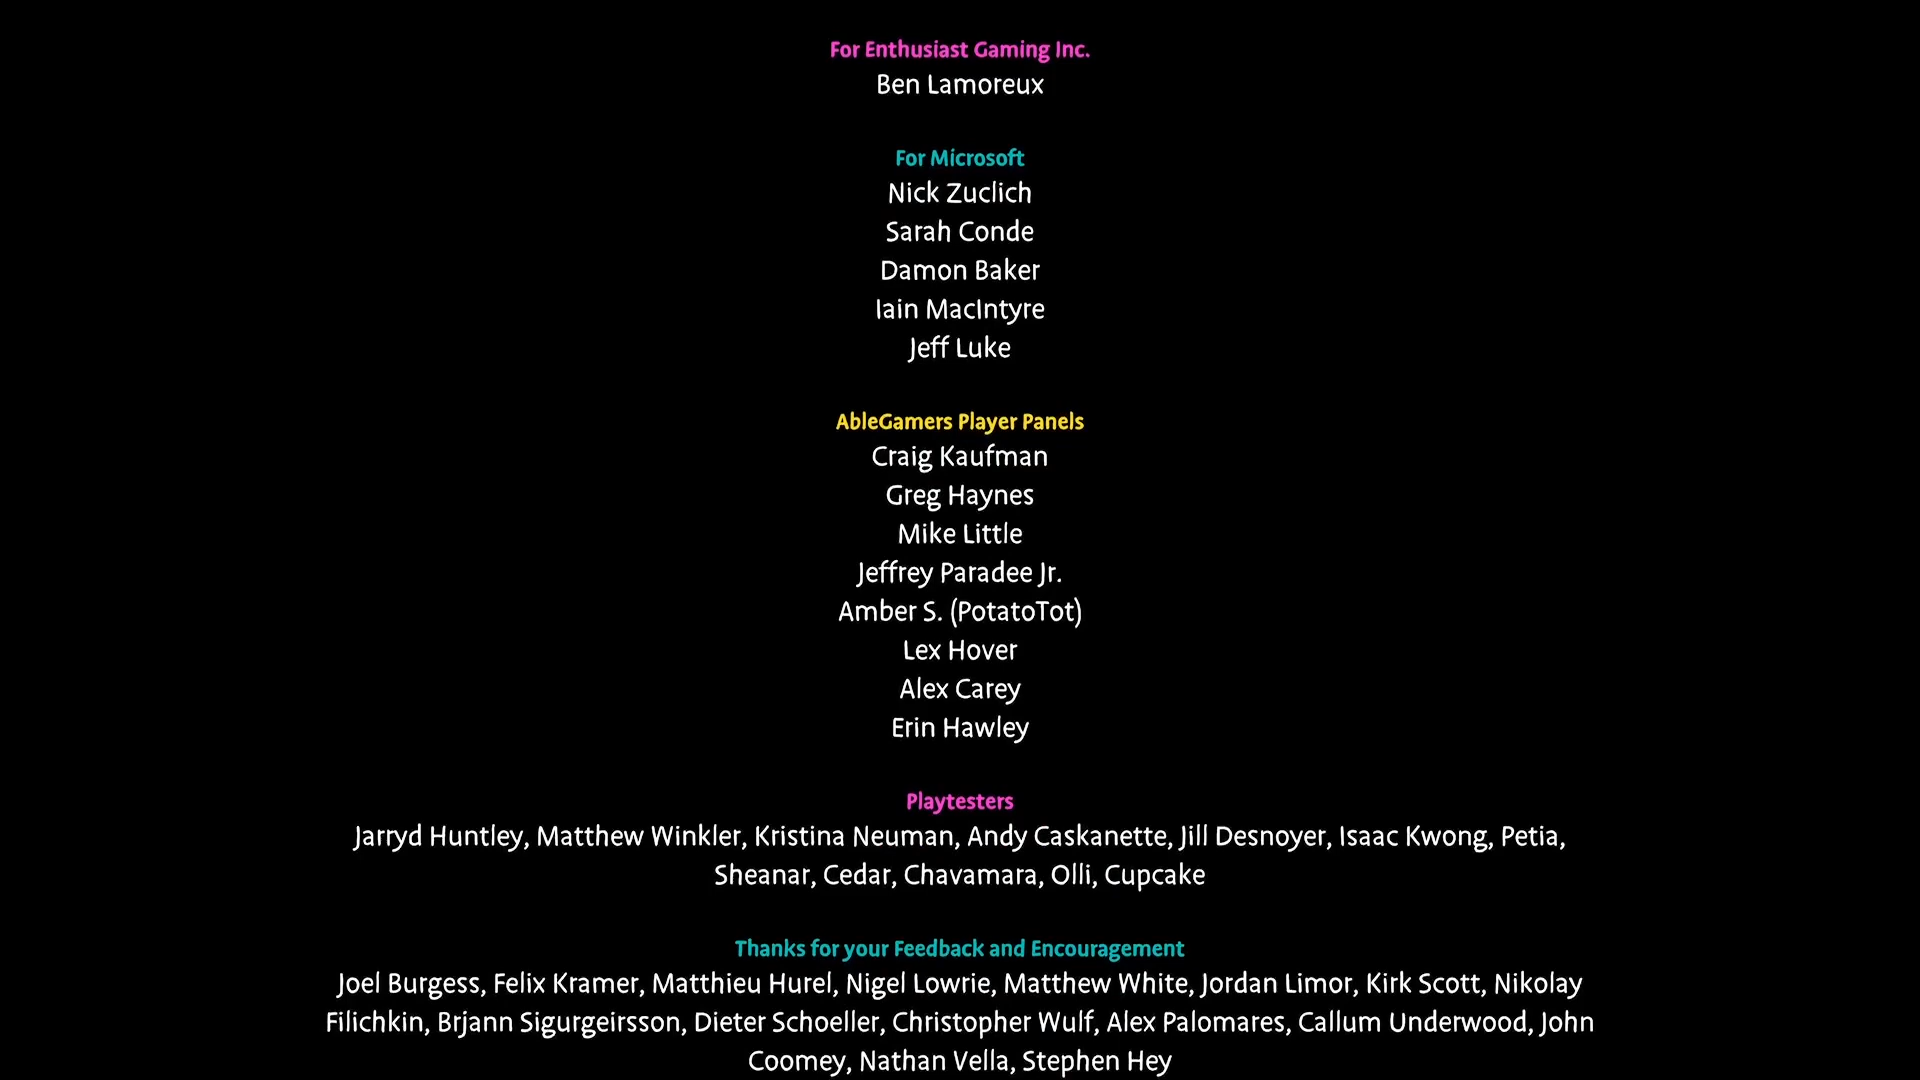 For Enthusiast Gaming Inc.
Ben Lamoreux
For Microsoft
Nick Zuclich
Sarah Conde
Damon Baker
Iain MacIntyre
Jeff Luke
AbleGamers Player Panels
Craig Kaufman
Greg Haynes
Mike Little
Jeffrey Paradee Jr.
Amber S. (PotatoTot)
Lex Hover
Alex Carey
Erin Hawley
Playtesters
Jarryd Huntley, Matthew Winkler, Kristina Neuman, Andy Caskanette, Jill Desnoyer, Isaac Kwong, Petia,
Sheanar, Cedar, Chavamara, Olli, Cupcake
Thanks for your Feedback and Encouragement
Joel Burgess, Felix Kramer, Matthieu Hurel, Nigel Lowrie, Matthew White, Jordan Limor, Kirk Scott, Nikolay
Filichkin, Brjann Sigurgeirsson, Dieter Schoeller, Christopher Wulf, Alex Palomares, Callum Underwood, John
Coomey, Nathan Vella, Stephen Hey